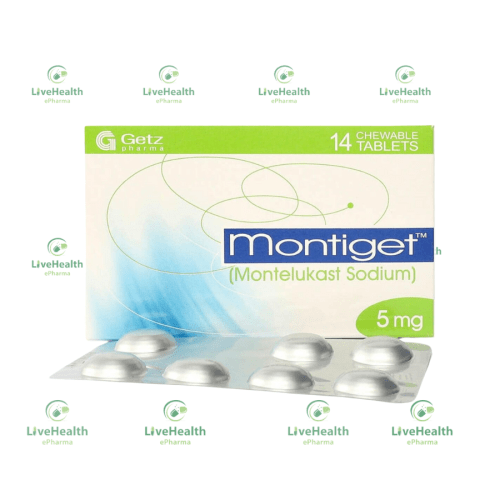 LiveHealth
ePharma
LiveHealth
ePharma
LiveHealth
ePharma
LiveHealth
ePharma
G Getz
pharma
14 CHEWABLE
TABLETS
Montiget™
(Montelukast Sodium)
5 mg
LiveHealth
ePharma
th
LiveHealth
ePharma
LiveHealth
ePharma
LiveHealth
ePharma
LiveHealth
ePharma